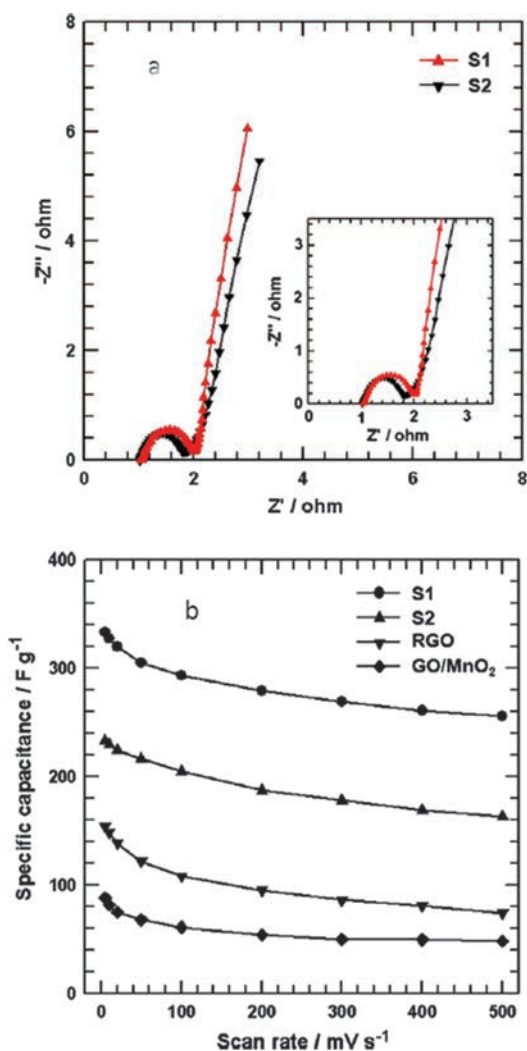 8
a
S1
S2
6
-Z'' / ohm
4
3
2
-Z'' / ohm
1
0
0 1 2 3
Z' / ohm
2
0
0 2 4 6 8
Z' / ohm
400
b
S1
S2
RGO
GO/MnO₂
300
Specific capacitance / F g⁻¹
200
100
0
0 100 200 300 400 500
Scan rate / mV s⁻¹